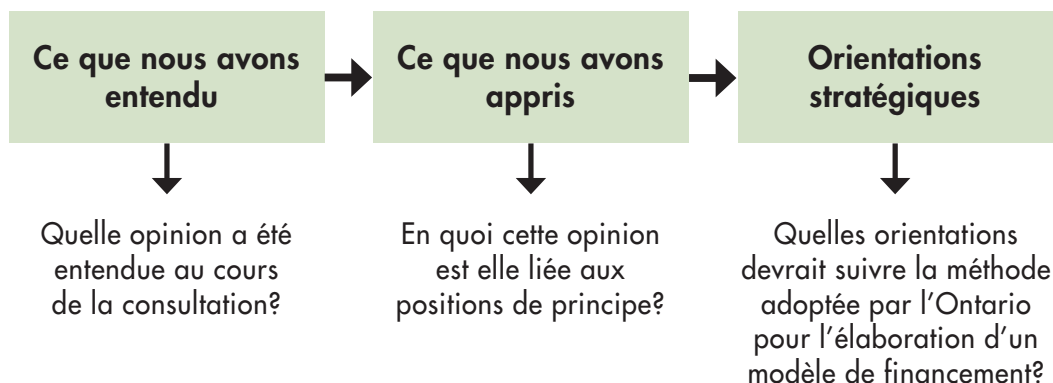 Ce que nous avons
entendu
Ce que nous avons
appris
Orientations
stratégiques
Quelle opinion a été
entendue au cours
de la consultation?
En quoi cette opinion
est elle liée aux
positions de principe?
Quelles orientations
devrait suivre la méthode
adoptée par l'Ontario
pour l'élaboration d'un
modèle de financement?